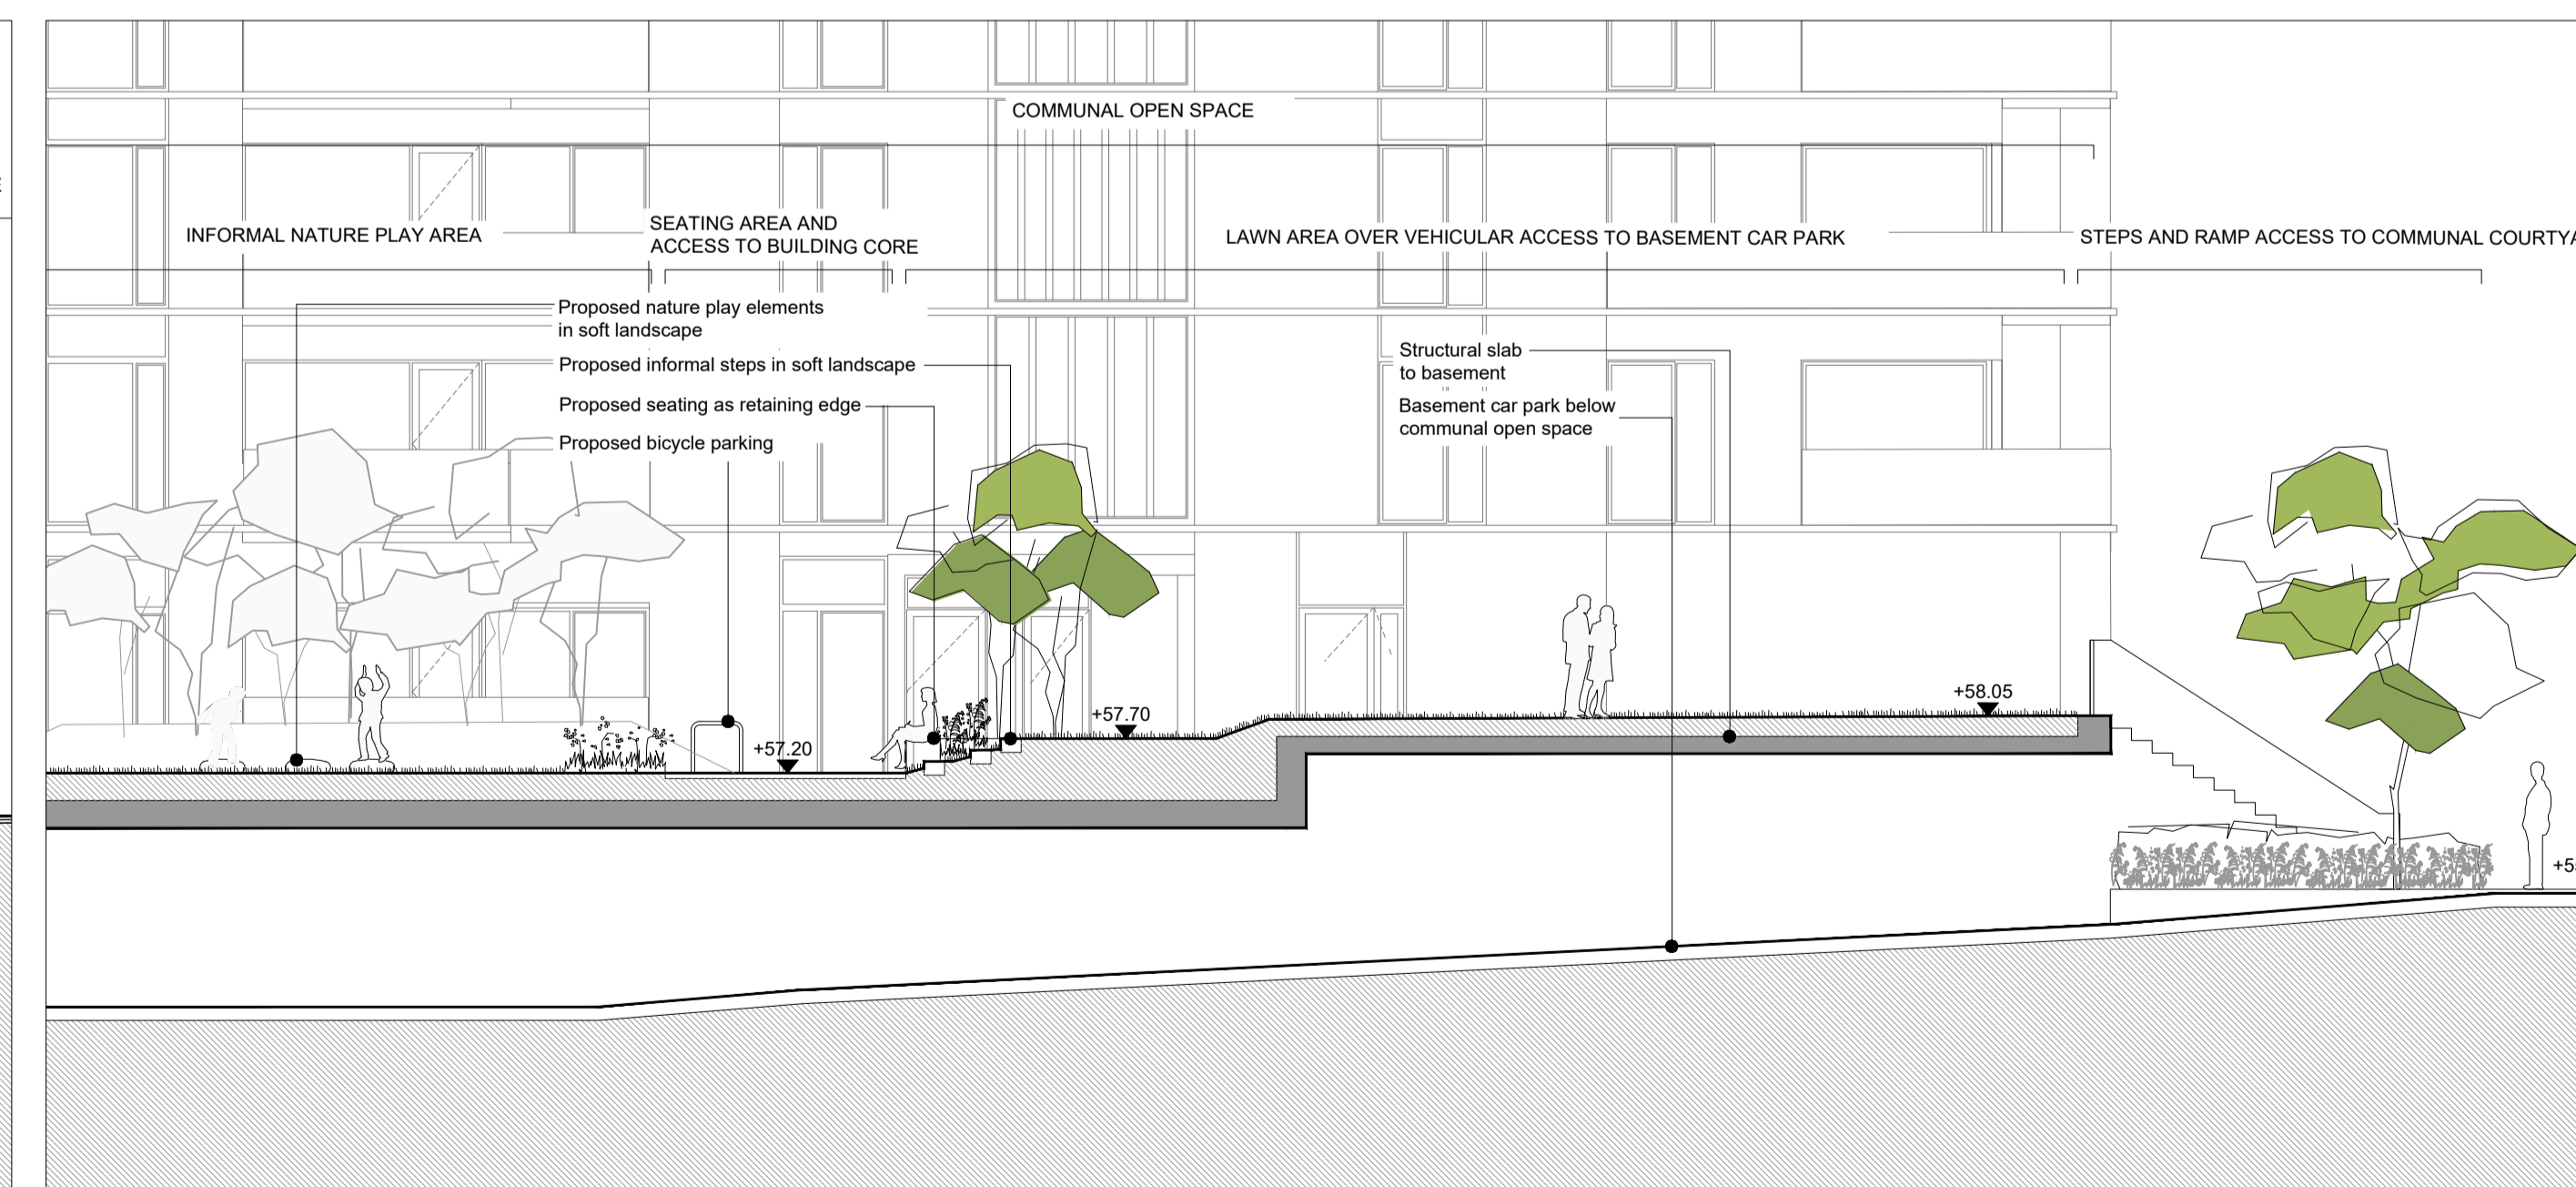 COMMUNAL OPEN SPACE
INFORMAL NATURE PLAY AREA
SEATING AREA AND
ACCESS TO BUILDING CORE
LAWN AREA OVER VEHICULAR ACCESS TO BASEMENT CAR PARK
STEPS AND RAMP ACCESS TO COMMUNAL
Proposed nature play elements
in soft landscape
Proposed informal steps in soft landscape
Proposed seating as retaining edge
Proposed bicycle parking
Structural slab
to basement
Basement car park below
communal open space
+57.20
+57.70
+58.05